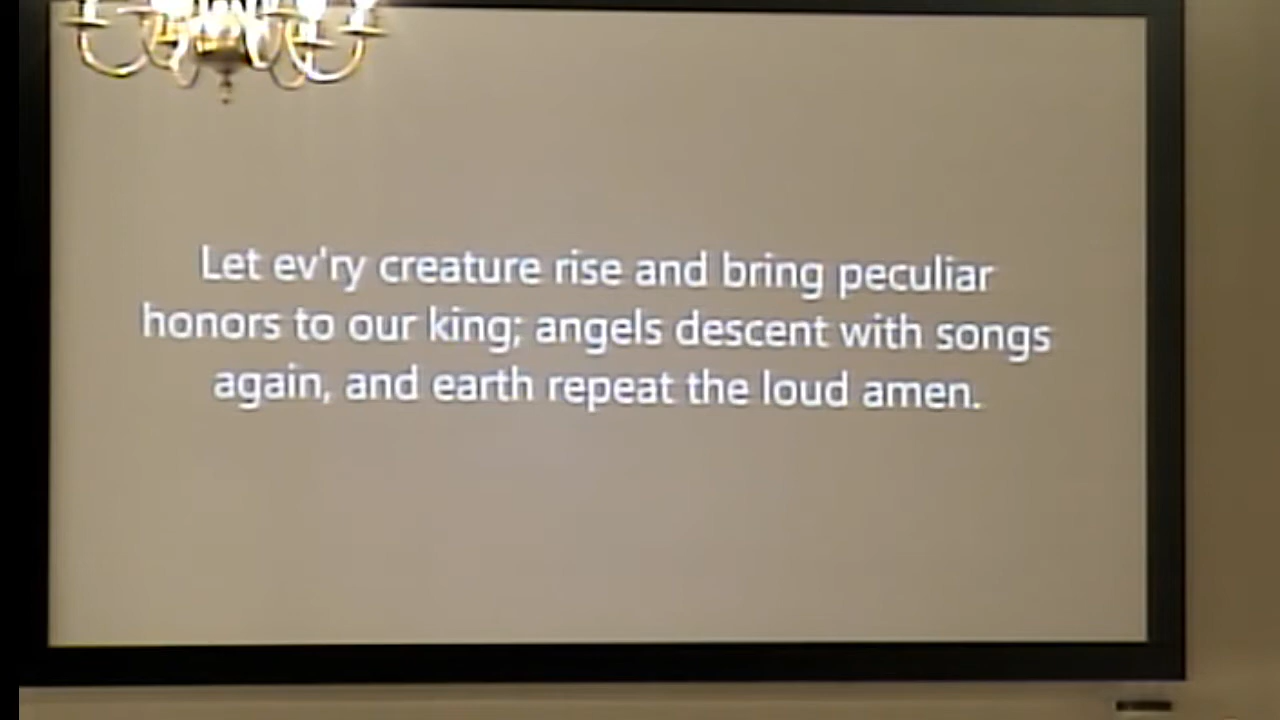 Let ev'ry creature rise and bring peculiar
honors to our king; angels descent with songs
again, and earth repeat the loud amen.